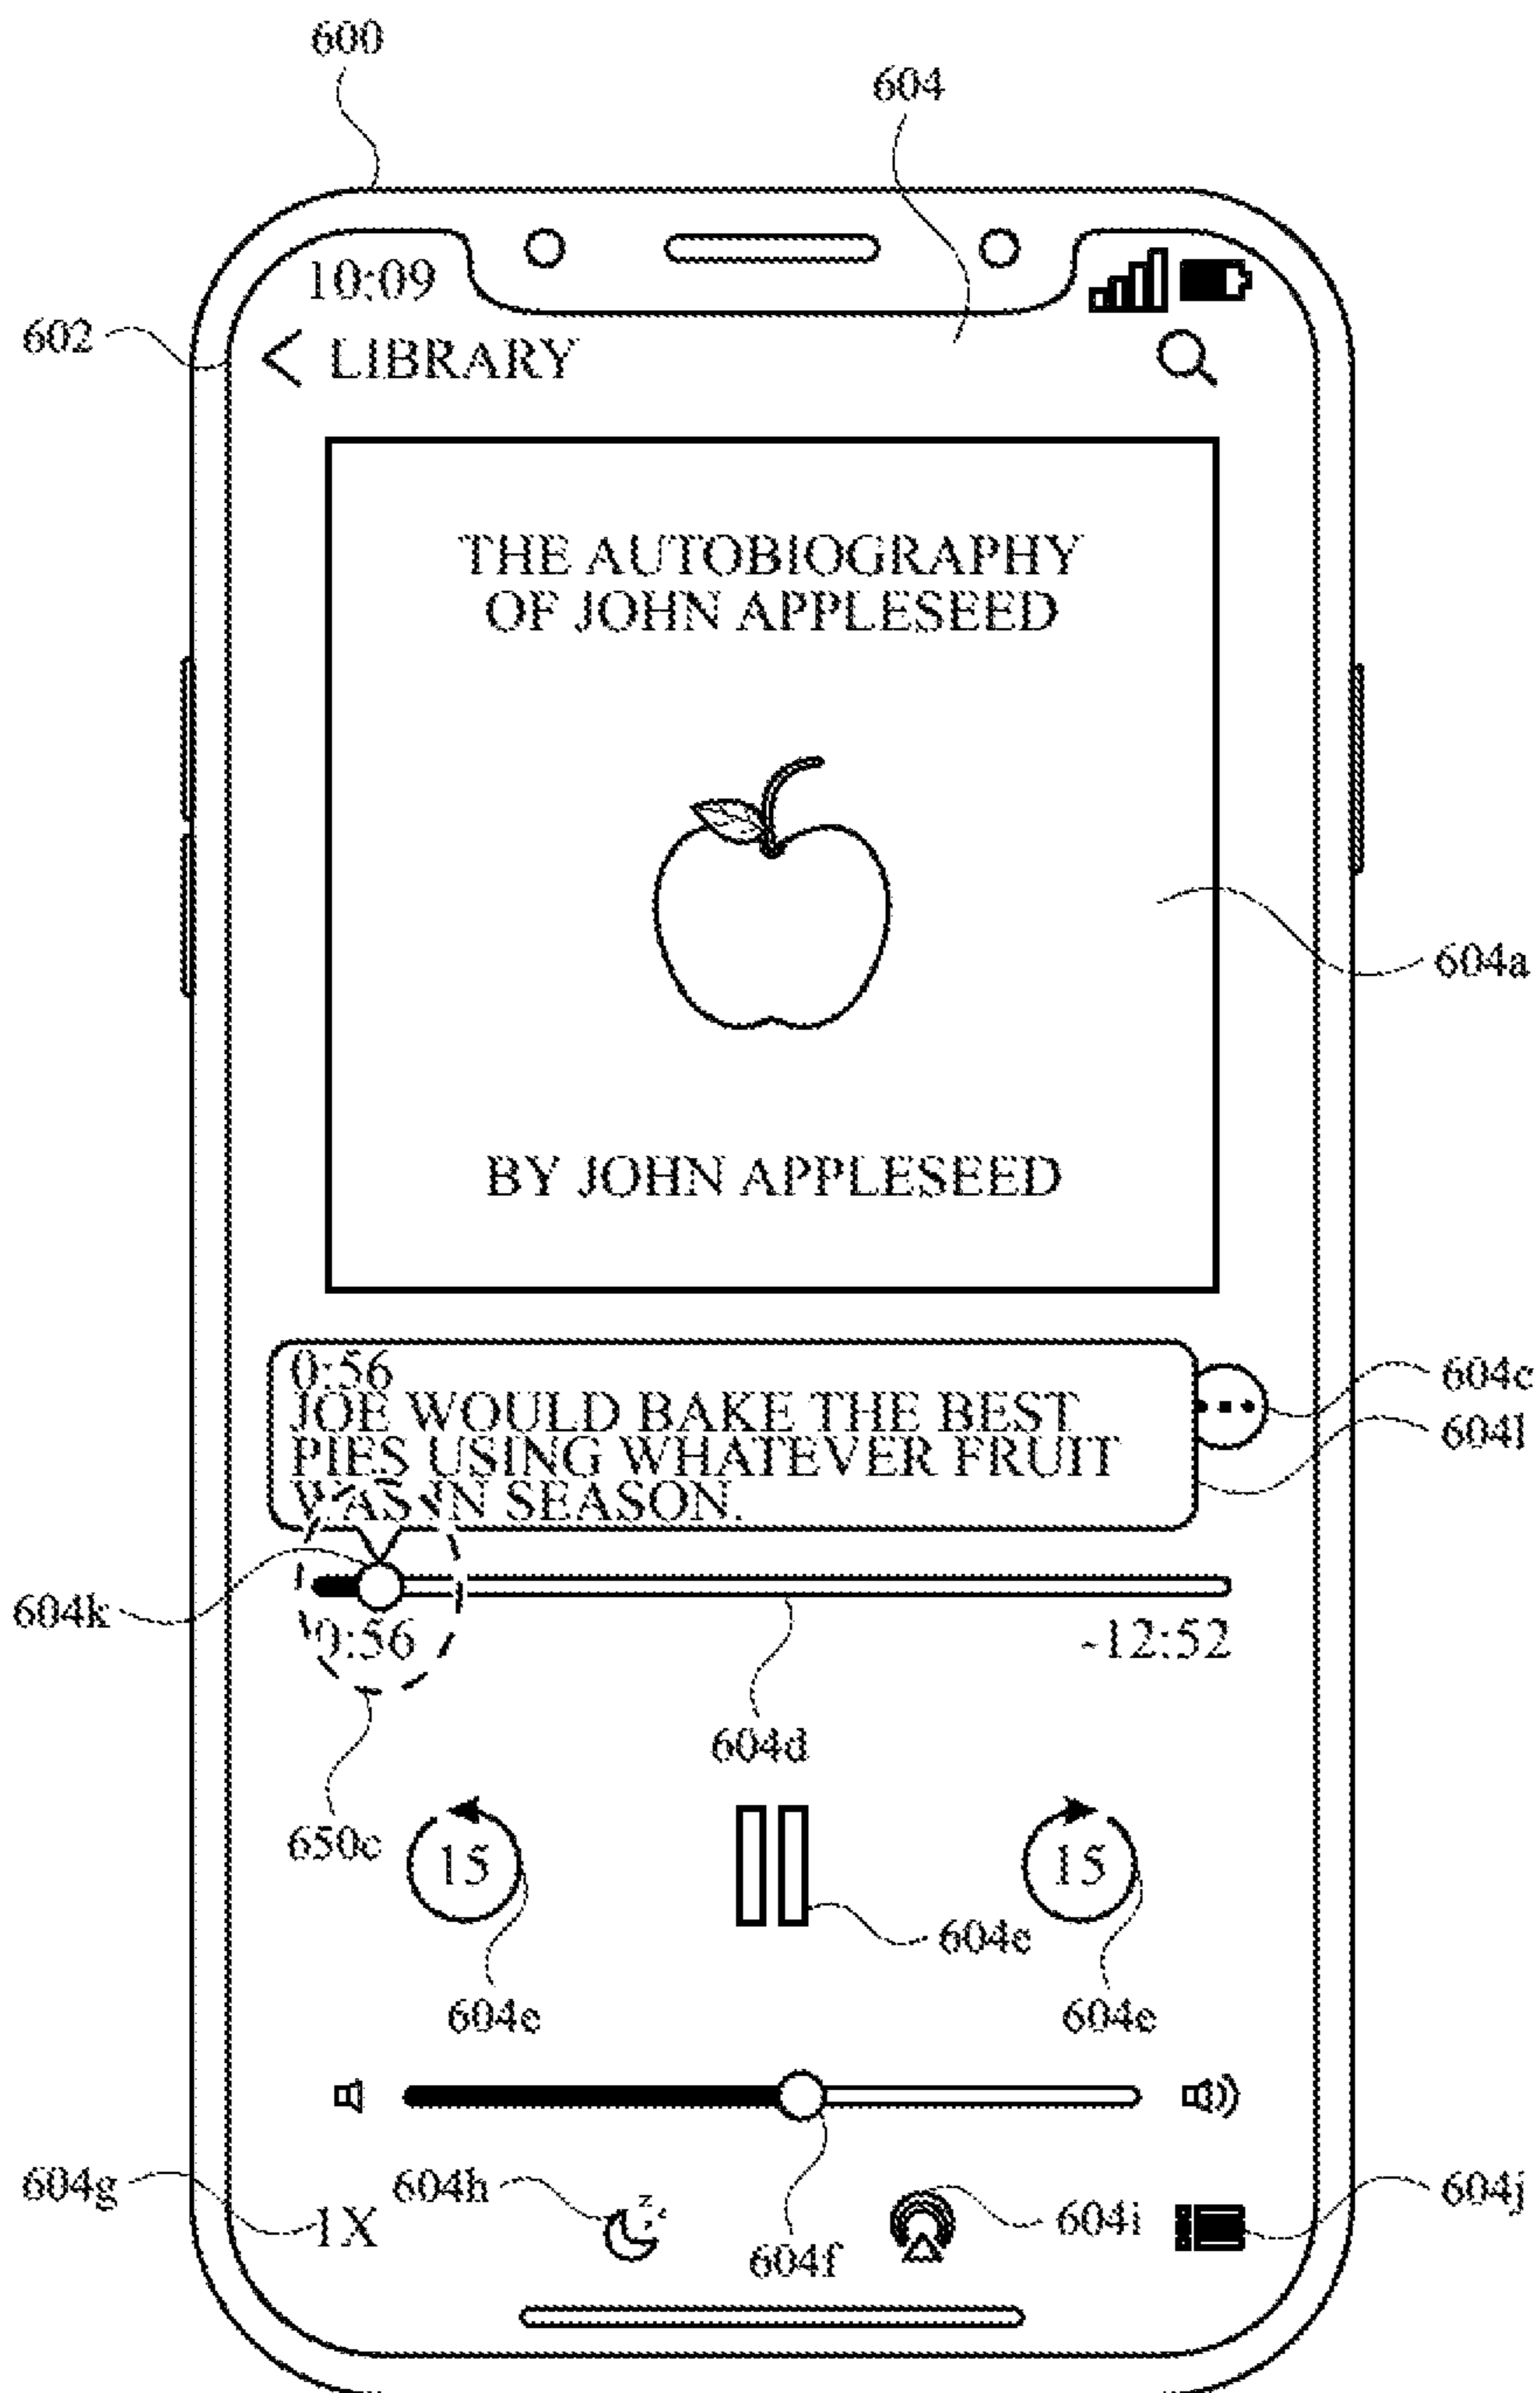 600
604
10:09
602
< LIBRARY
THE AUTOBIOGRAPHY
OF JOHN APPLESEED
604a
BY JOHN APPLESEED
0:56
JOE WOULD BAKE THE BEST
PIES USING WHATEVER FRUIT
WAS IN SEASON.
604c
604l
604k
0:56
-12:52
604d
650c
15
15
604e
604e
604e
604g
1X
604h
z z z
604f
604i
604j